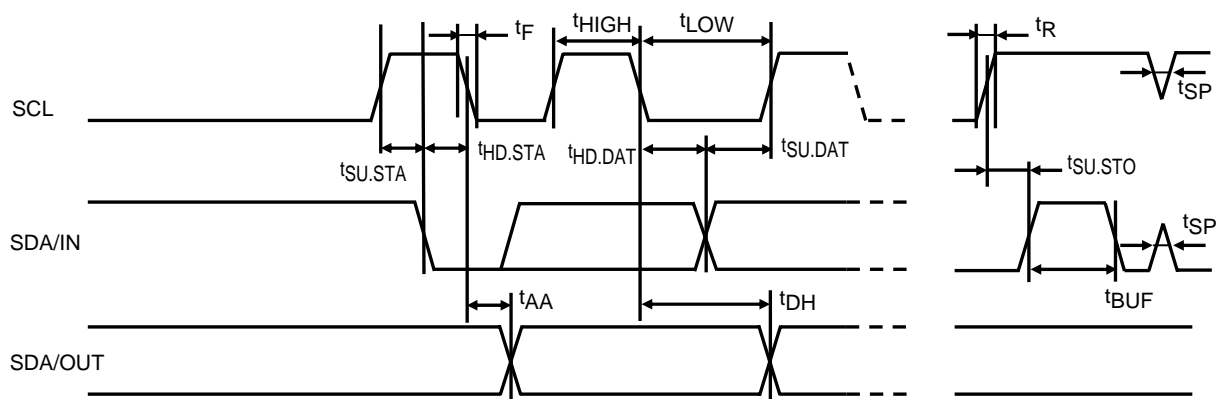 tF
tHIGH
tLOW
tR
SCL
tSP
tSU.STA
tHD.STA
tHD.DAT
tSU.DAT
tSU.STO
SDA/IN
tSP
tAA
tDH
tBUF
SDA/OUT